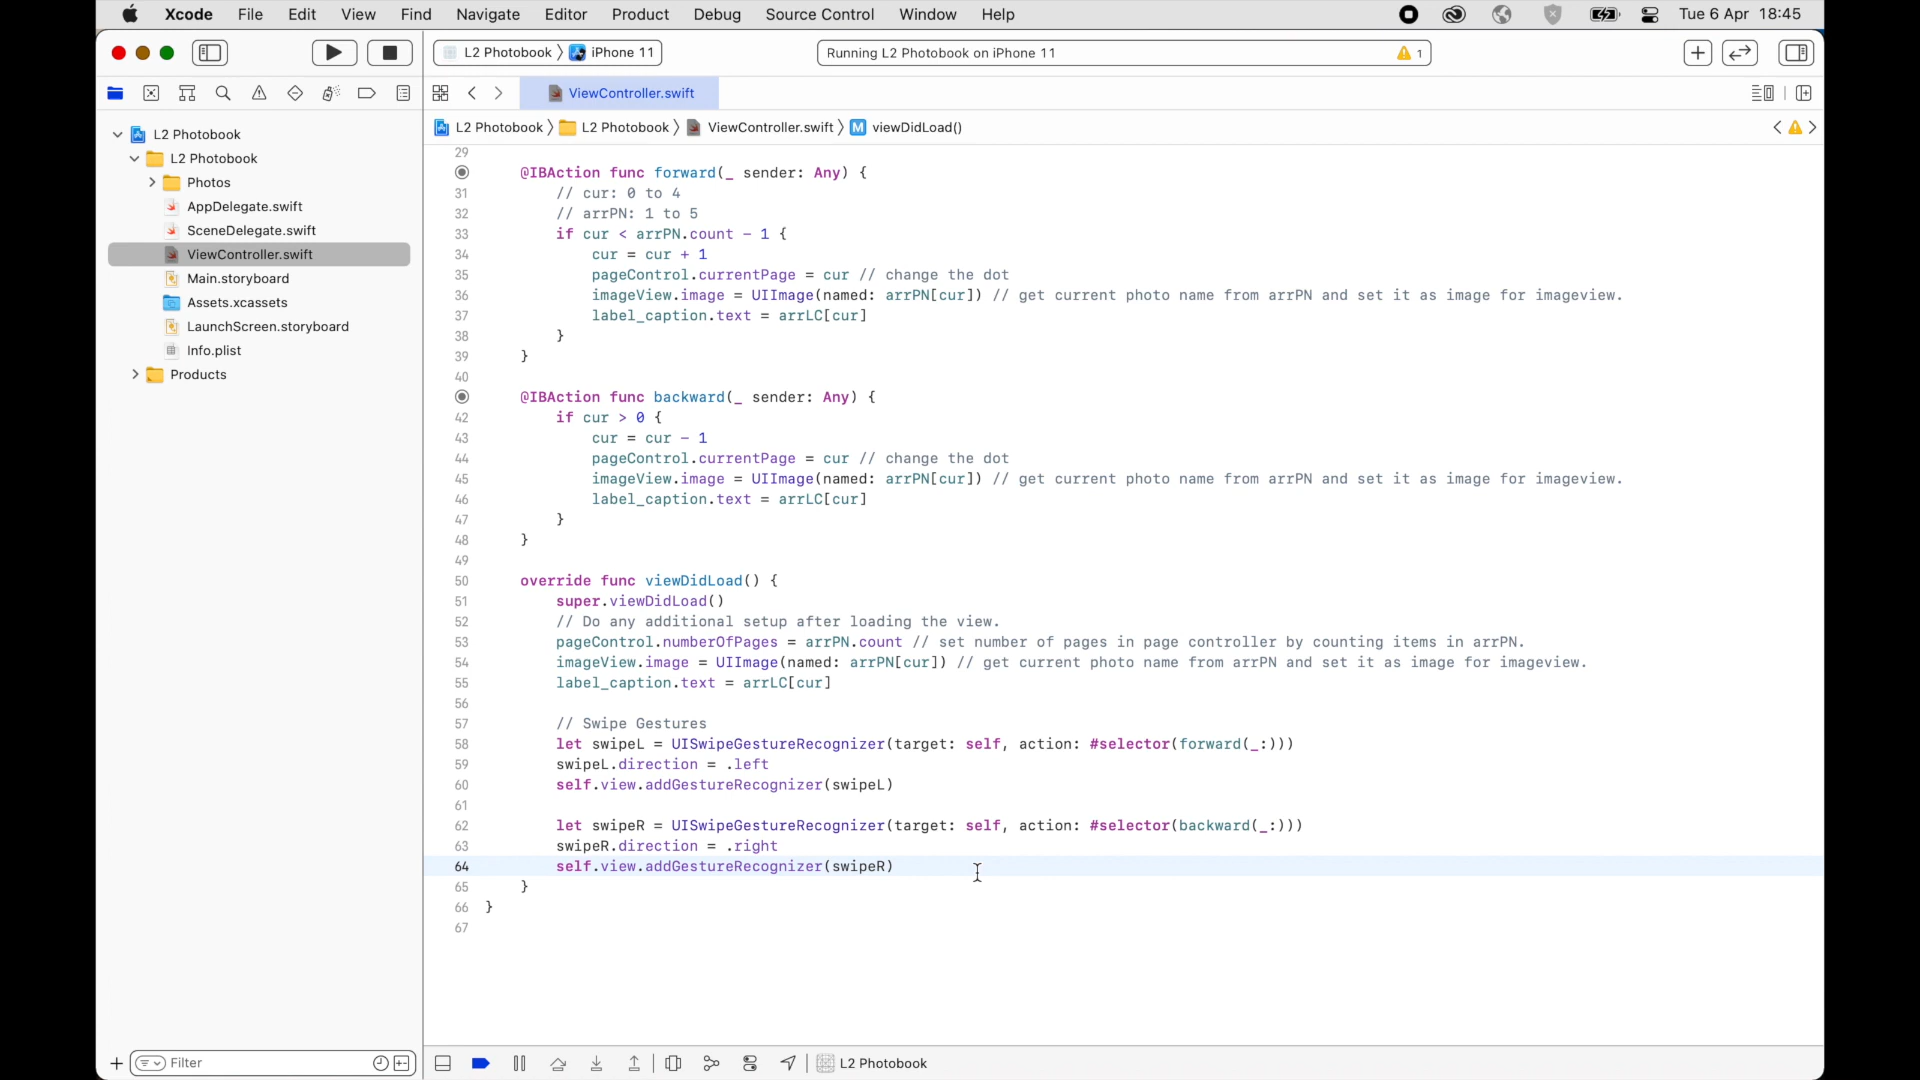 Xcode File Edit View Find Navigate Editor Product Debug Source Control Window Help Tue 6 Apr 18:45
L2 Photobook iPhone 11 Running L2 Photobook on iPhone 11 1
ViewController.swift
L2 Photobook L2 Photobook ViewController.swift M viewDidLoad()
L2 Photobook
L2 Photobook
Photos
AppDelegate.swift
SceneDelegate.swift
ViewController.swift
Main.storyboard
Assets.xcassets
LaunchScreen.storyboard
Info.plist
Products
Filter
29
@IBAction func forward(_ sender: Any) {
31 // cur: 0 to 4
32 // arrPN: 1 to 5
33 if cur < arrPN.count - 1 {
34 cur = cur + 1
35 pageControl.currentPage = cur // change the dot
36 imageView.image = UIImage(named: arrPN[cur]) // get current photo name from arrPN and set it as image for imageview.
37 label_caption.text = arrLC[cur]
38 }
39 }
40
@IBAction func backward(_ sender: Any) {
42 if cur > 0 {
43 cur = cur - 1
44 pageControl.currentPage = cur // change the dot
45 imageView.image = UIImage(named: arrPN[cur]) // get current photo name from arrPN and set it as image for imageview.
46 label_caption.text = arrLC[cur]
47 }
48 }
49
50 override func viewDidLoad() {
51 super.viewDidLoad()
52 // Do any additional setup after loading the view.
53 pageControl.numberOfPages = arrPN.count // set number of pages in page controller by counting items in arrPN.
54 imageView.image = UIImage(named: arrPN[cur]) // get current photo name from arrPN and set it as image for imageview.
55 label_caption.text = arrLC[cur]
56
57 // Swipe Gestures
58 let swipeL = UISwipeGestureRecognizer(target: self, action: #selector(forward(_:)))
59 swipeL.direction = .left
60 self.view.addGestureRecognizer(swipeL)
61
62 let swipeR = UISwipeGestureRecognizer(target: self, action: #selector(backward(_:)))
63 swipeR.direction = .right
64 self.view.addGestureRecognizer(swipeR)
65 }
66 }
67
L2 Photobook